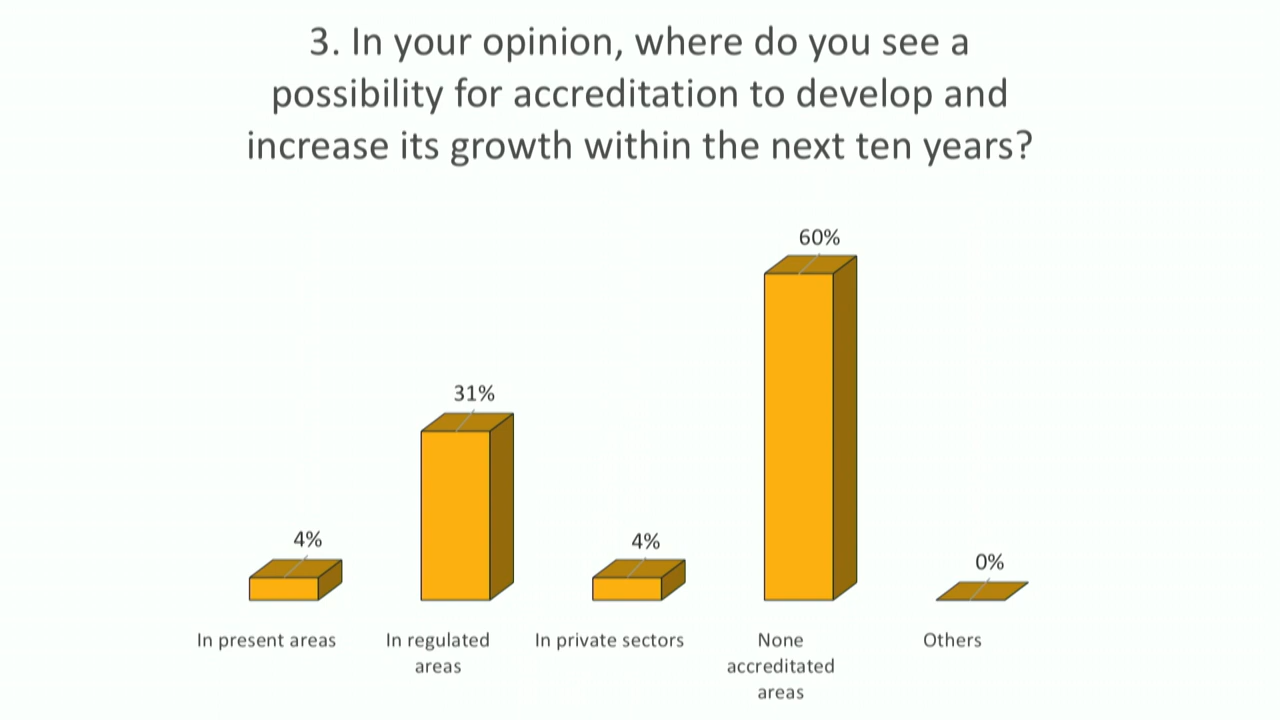 3. In your opinion, where do you see a
possibility for accreditation to develop and
increase its growth within the next ten years?
60%
31%
4%
4%
0%
In present areas
In regulated
areas
In private sectors
None
accreditated
areas
Others